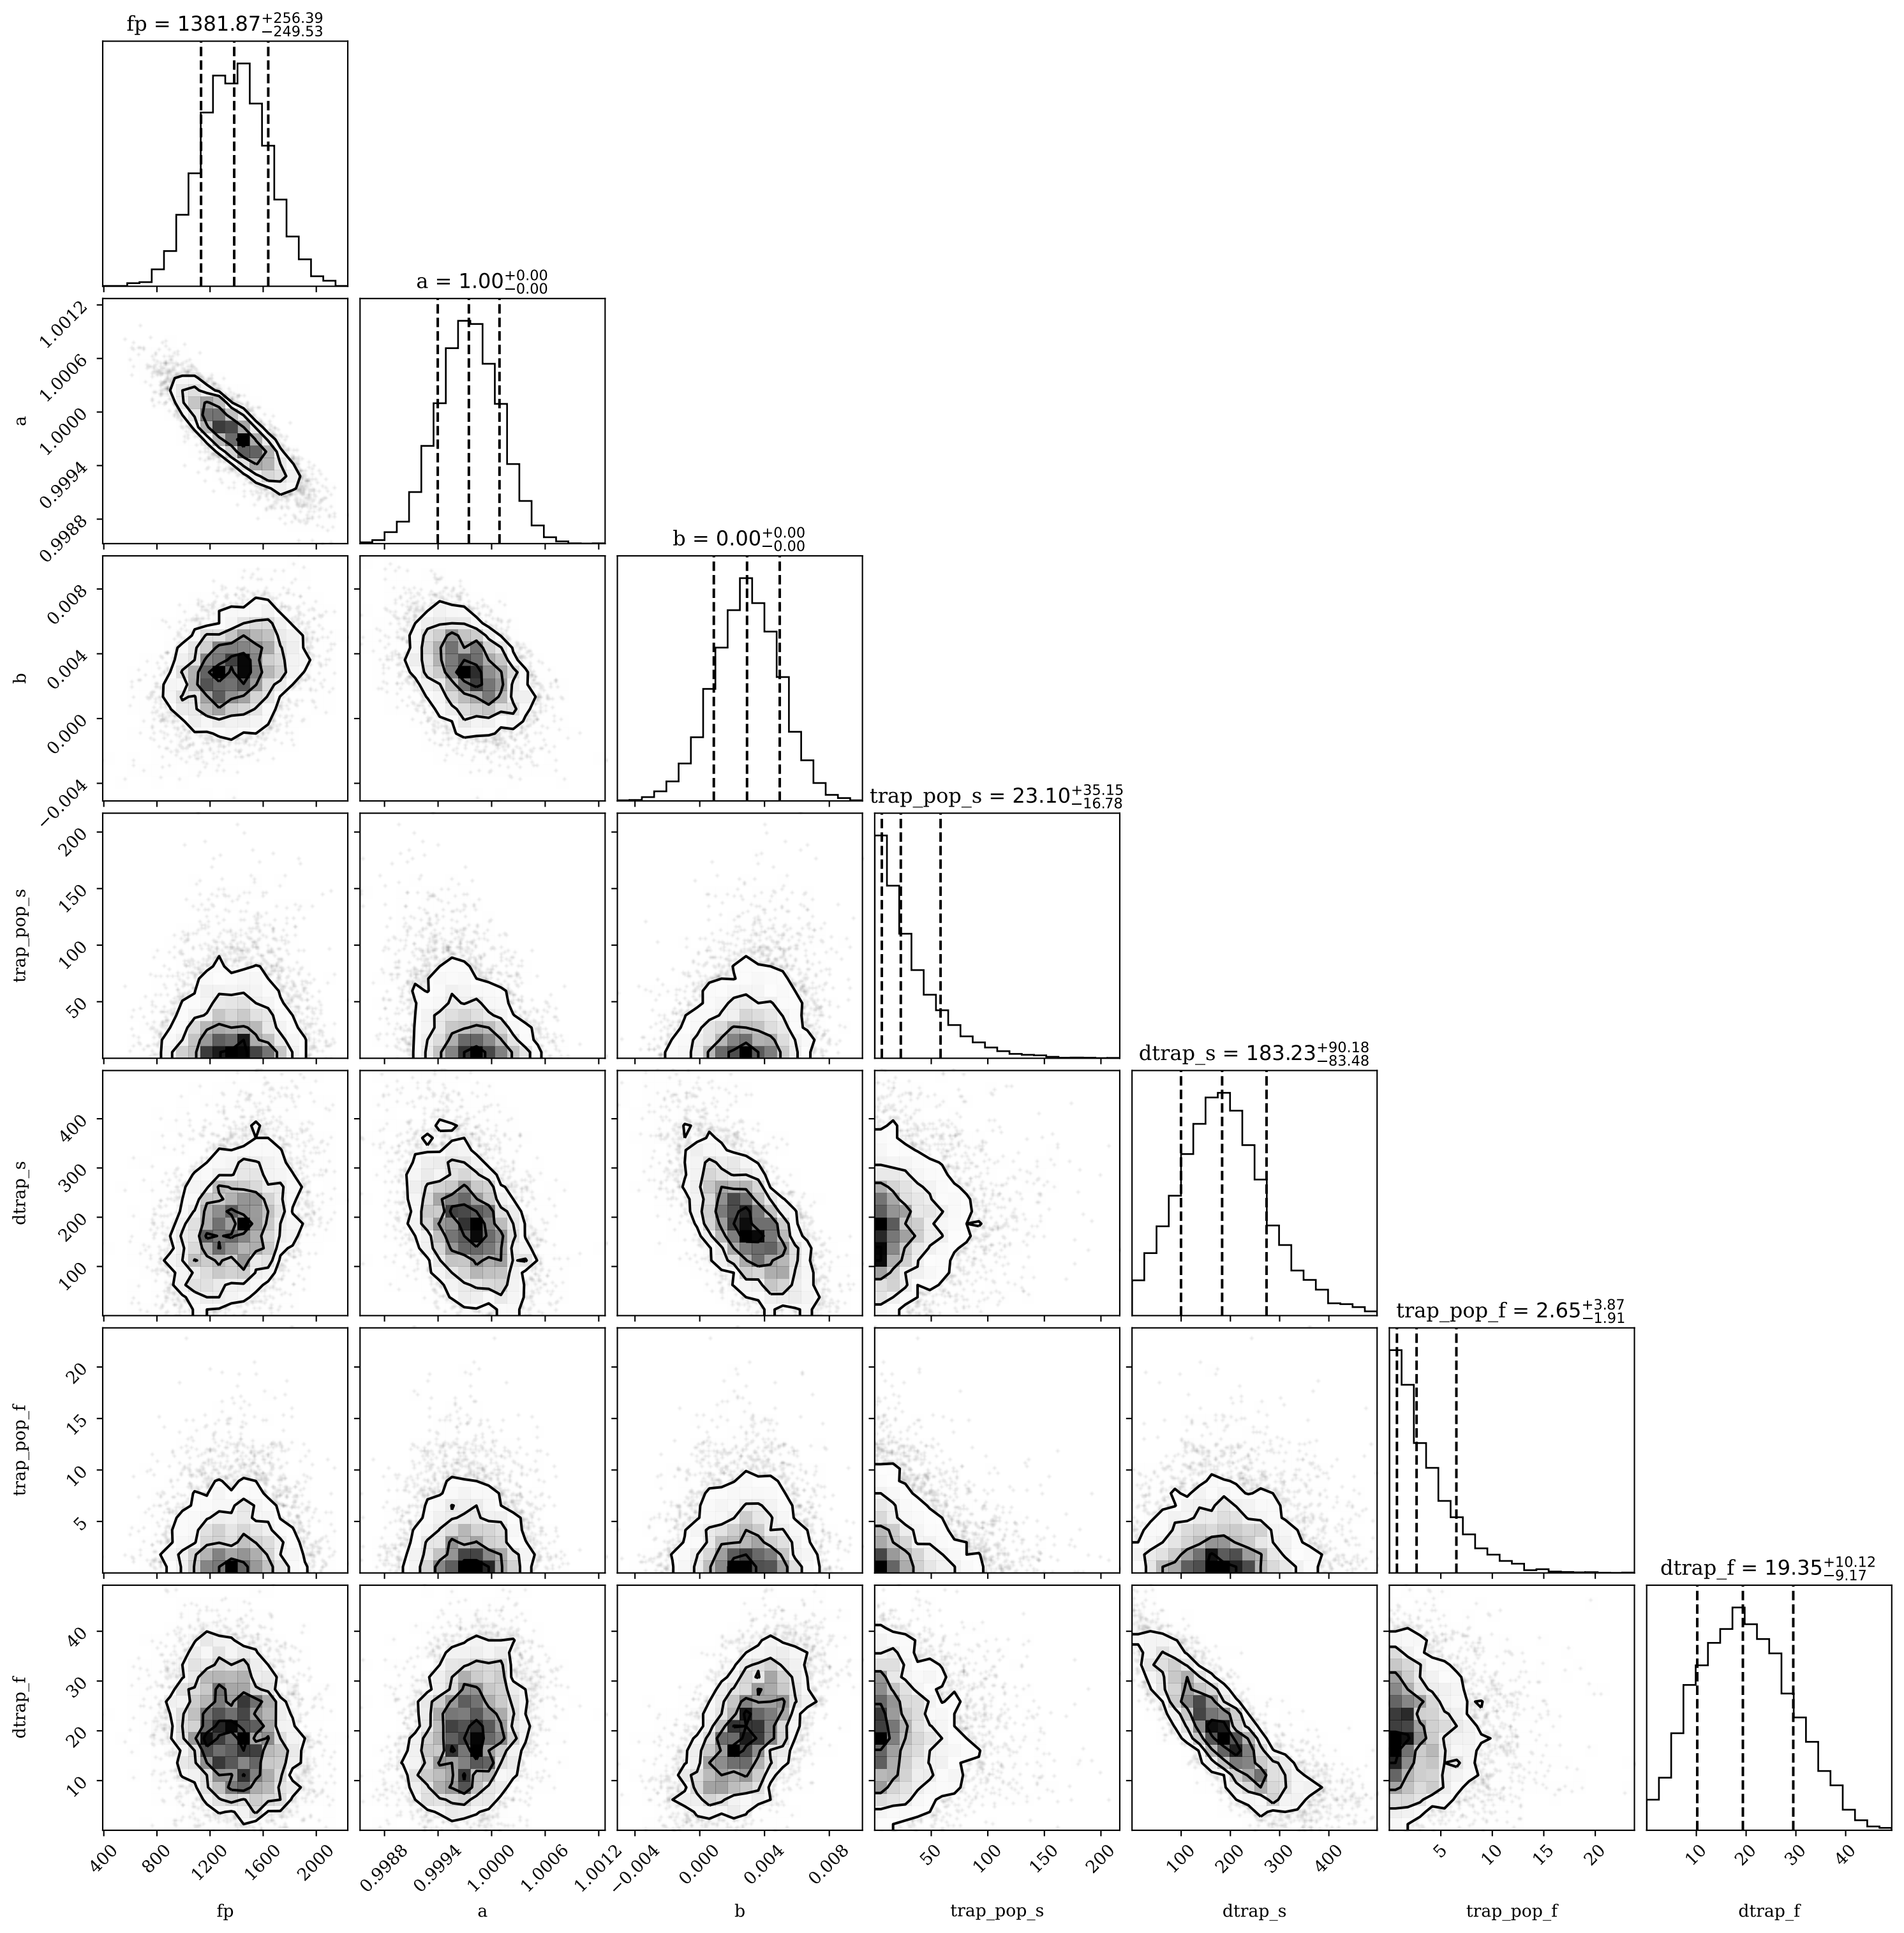 fp = 1381.87+256.39−249.53
a = 1.00+0.00−0.00
1.0012
1.0006
1.0000
0.9994
0.9988
a
b = 0.00+0.00−0.00
0.008
0.004
0.000
−0.004
b
trap_pop_s = 23.10+35.15−16.78
200
150
100
50
trap_pop_s
dtrap_s = 183.23+90.18−83.48
400
300
200
100
dtrap_s
trap_pop_f = 2.65+3.87−1.91
20
15
10
5
trap_pop_f
dtrap_f = 19.35+10.12−9.17
40
30
20
10
dtrap_f
400 800 1200 1600 2000
0.9988 0.9994 1.0000 1.0006 1.0012
−0.004 0.000 0.004 0.008
50 100 150 200
100 200 300 400
5 10 15 20
10 20 30 40
fp a b trap_pop_s dtrap_s trap_pop_f dtrap_f